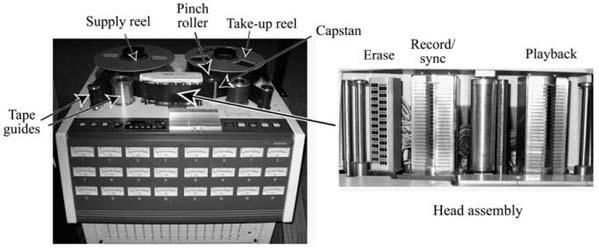 Supply reel
Pinch
roller
Take-up reel
Capstan
Tape
guides
Erase
Record/
sync
Playback
Head assembly